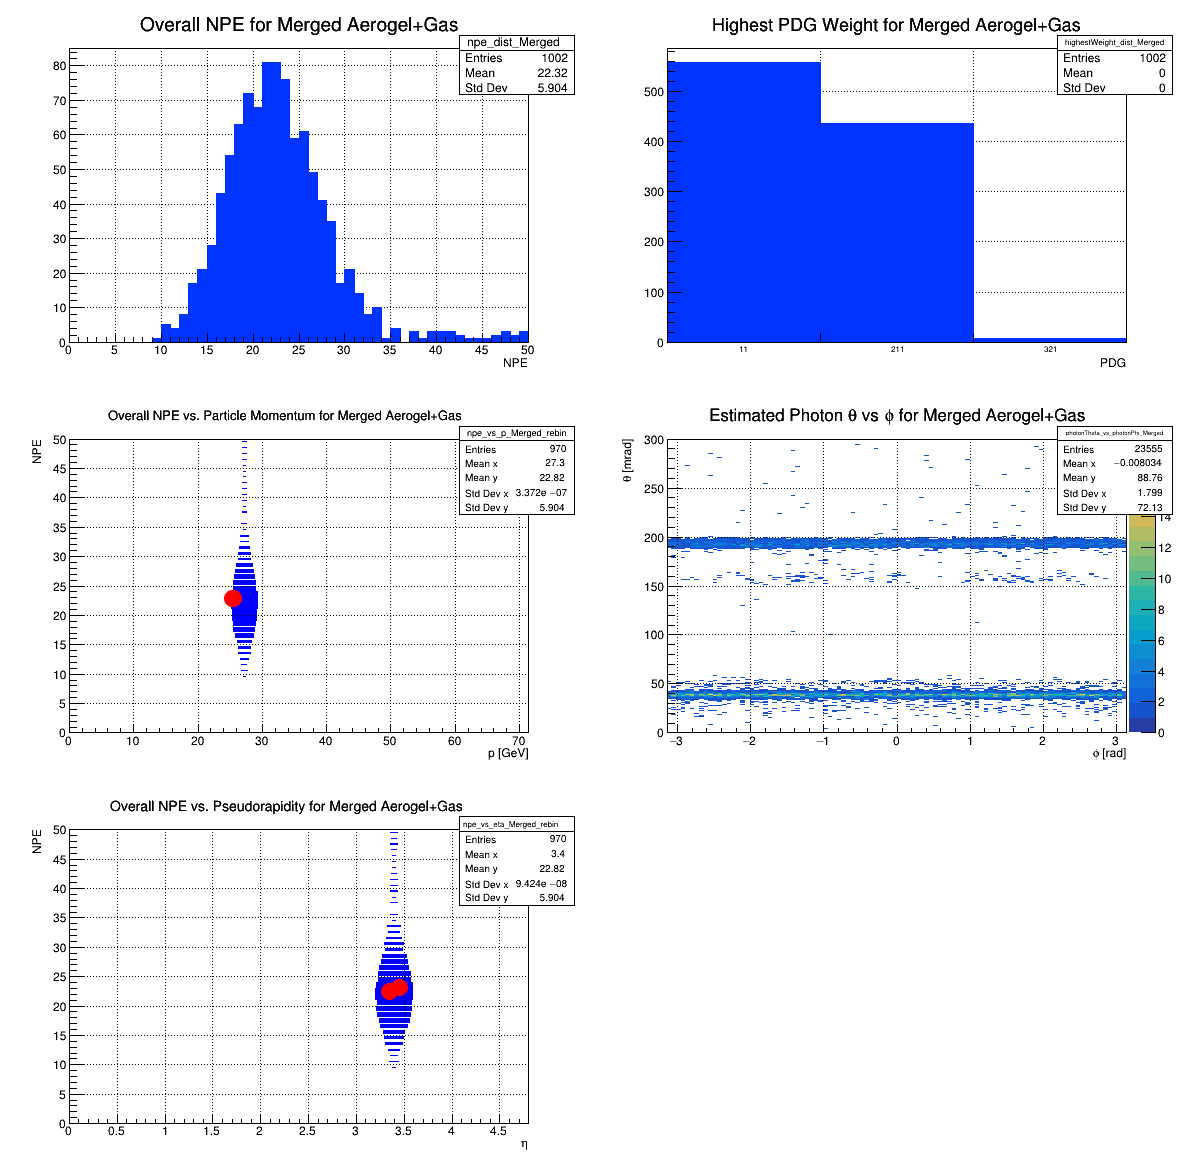 Overall NPE for Merged Aerogel+Gas
npe_dist_Merged
Entries 1002
Mean 22.32
Std Dev 5.904
80
70
60
50
40
30
20
10
0
0 5 10 15 20 25 30 35 40 45 50
NPE
Highest PDG Weight for Merged Aerogel+Gas
highestWeight_dist_Merged
Entries 1002
Mean 0
Std Dev 0
500
400
300
200
100
0
11 211 321
PDG
Overall NPE vs. Particle Momentum for Merged Aerogel+Gas
npe_vs_p_Merged_rebin
Entries 970
Mean x 27.3
Mean y 22.82
Std Dev x 3.372e −07
Std Dev y 5.904
NPE
50
45
40
35
30
25
20
15
10
5
0
0 10 20 30 40 50 60 70
p [GeV]
Estimated Photon θ vs ϕ for Merged Aerogel+Gas
photonTheta_vs_photonPhi_Merged
Entries 23555
Mean x −0.008034
Mean y 88.76
Std Dev x 1.799
Std Dev y 72.13
θ [mrad]
300
250
200
150
100
50
0
−3 −2 −1 0 1 2 3
ϕ [rad]
14
12
10
8
6
4
2
0
Overall NPE vs. Pseudorapidity for Merged Aerogel+Gas
npe_vs_eta_Merged_rebin
Entries 970
Mean x 3.4
Mean y 22.82
Std Dev x 9.424e −08
Std Dev y 5.904
NPE
50
45
40
35
30
25
20
15
10
5
0
0 0.5 1 1.5 2 2.5 3 3.5 4 4.5
η